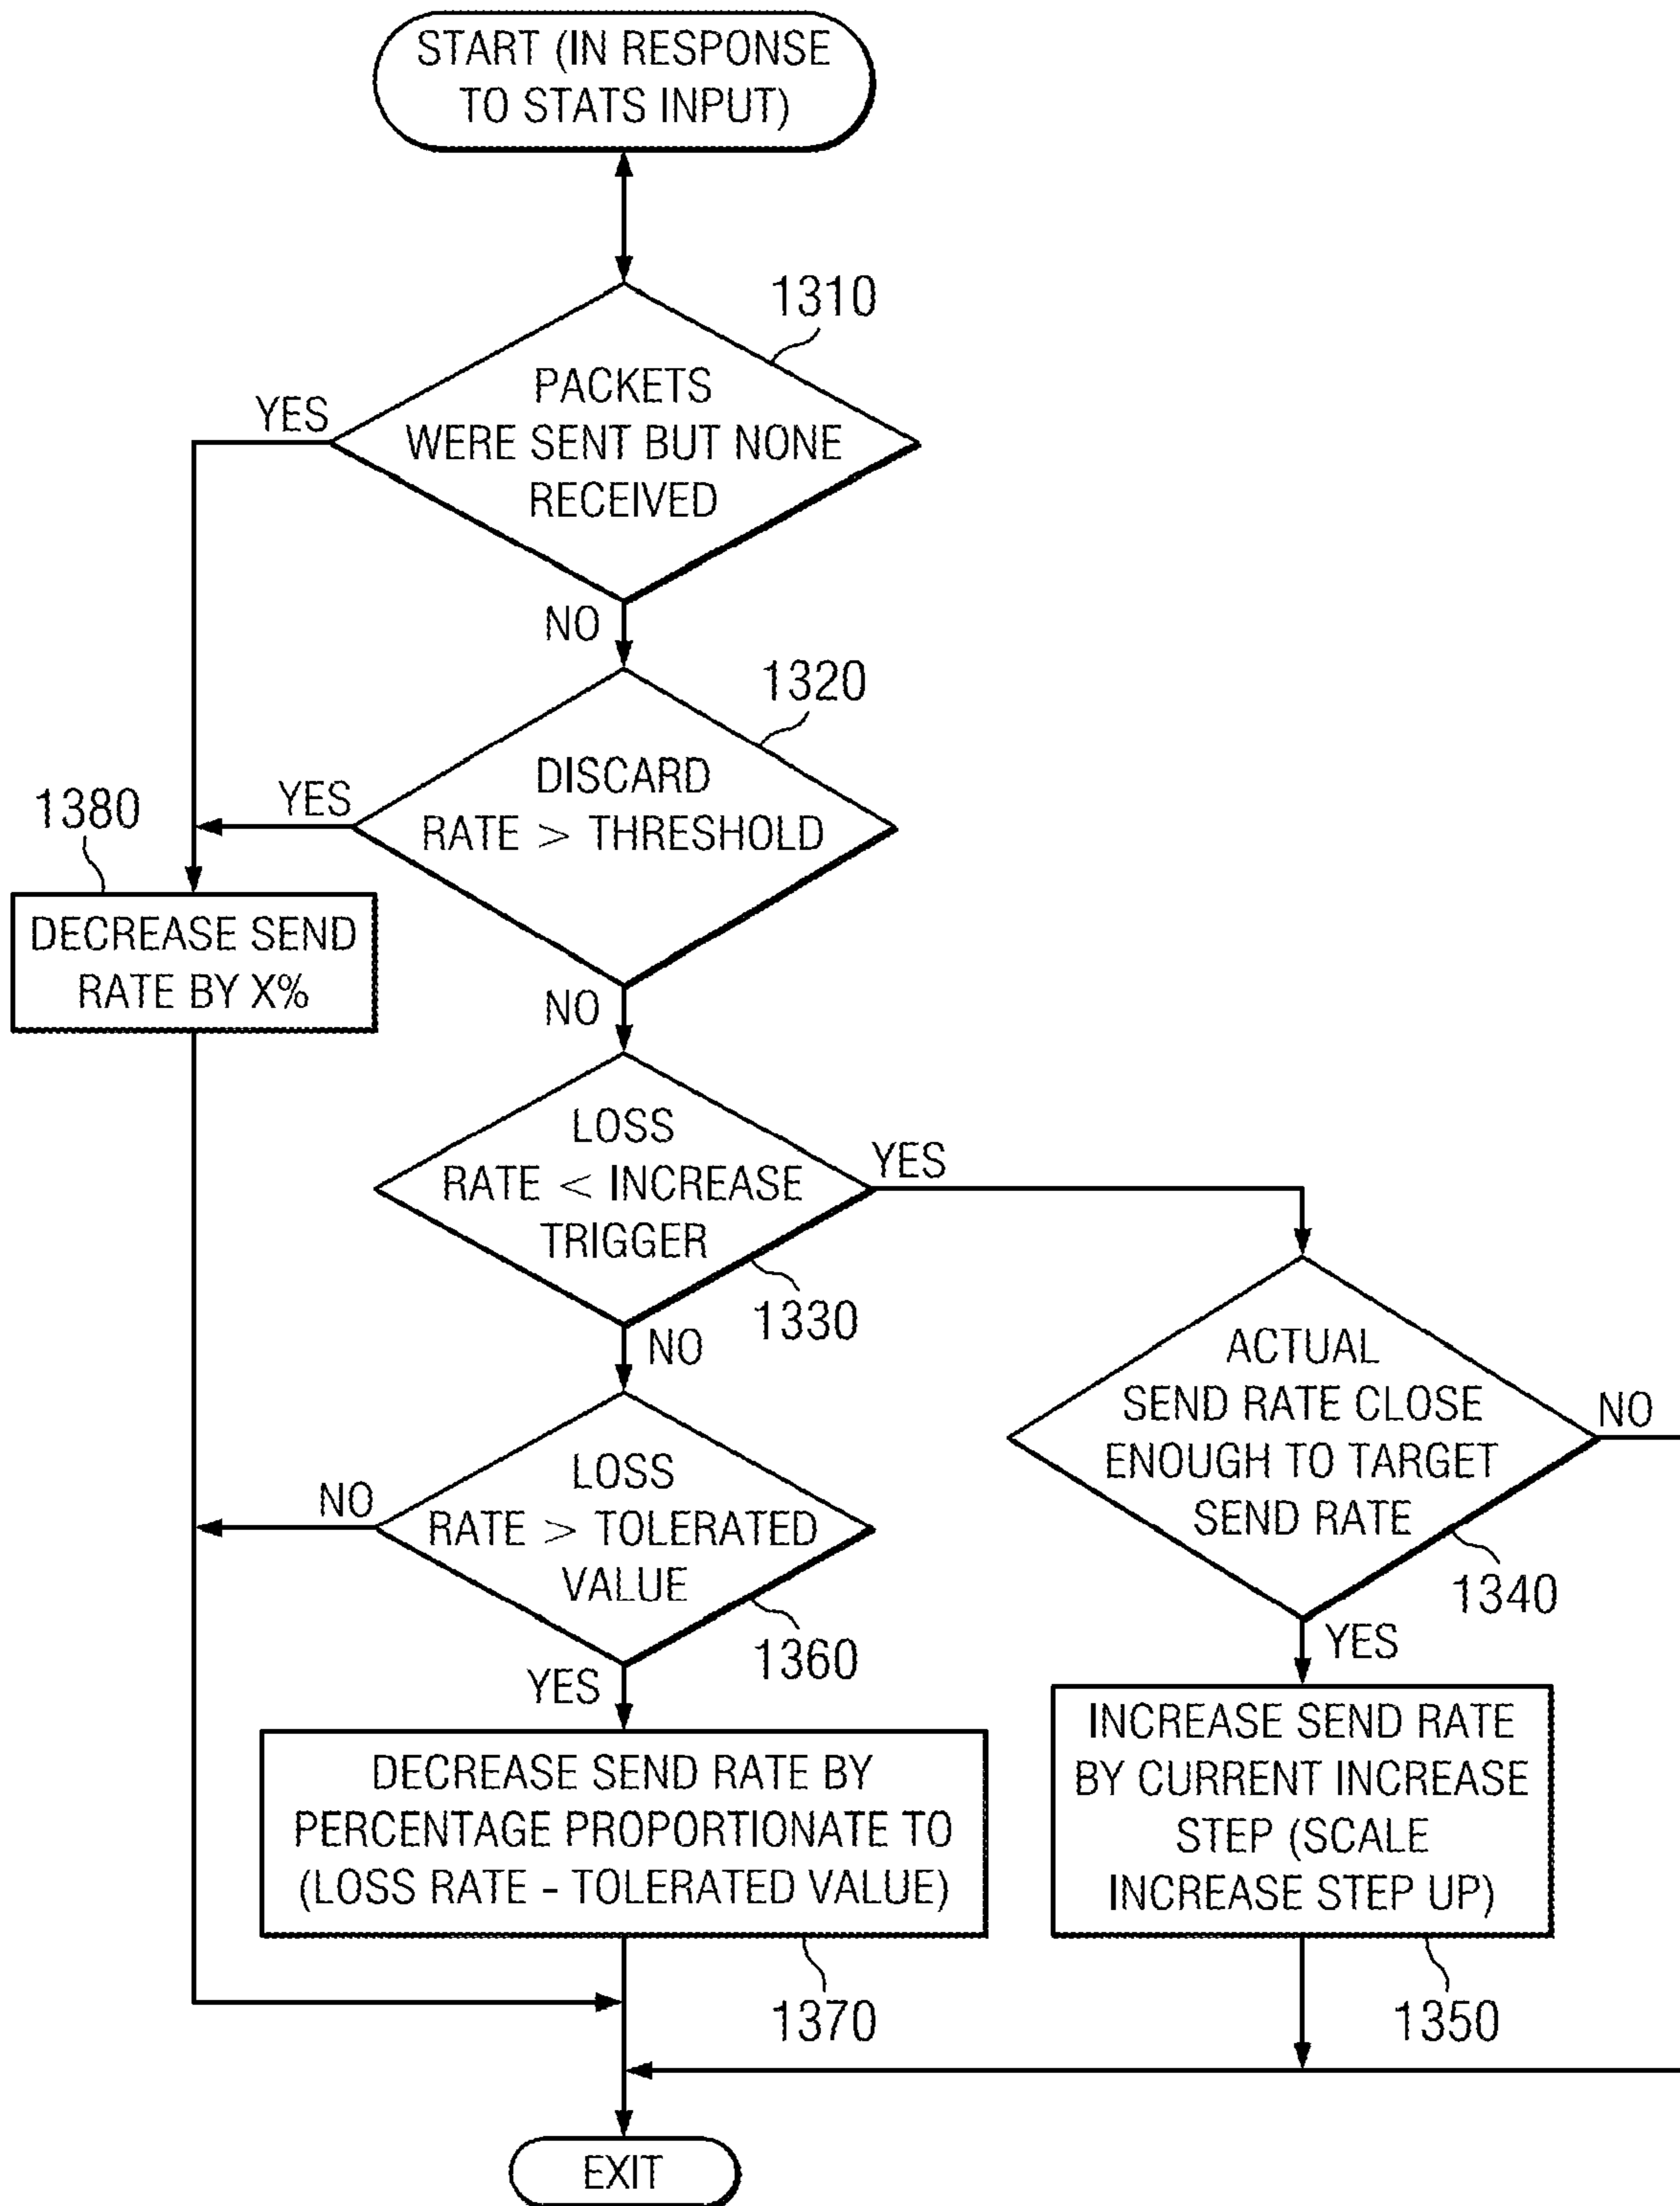 START (IN RESPONSE
TO STATS INPUT)
1310
PACKETS
WERE SENT BUT NONE
RECEIVED
YES
NO
1320
DISCARD
RATE > THRESHOLD
YES
1380
DECREASE SEND
RATE BY X%
NO
LOSS
RATE < INCREASE
TRIGGER
YES
1330
NO
ACTUAL
SEND RATE CLOSE
ENOUGH TO TARGET
SEND RATE
NO
1340
YES
LOSS
RATE > TOLERATED
VALUE
NO
1360
YES
INCREASE SEND RATE
BY CURRENT INCREASE
STEP (SCALE
INCREASE STEP UP)
1350
DECREASE SEND RATE BY
PERCENTAGE PROPORTIONATE TO
(LOSS RATE - TOLERATED VALUE)
1370
EXIT